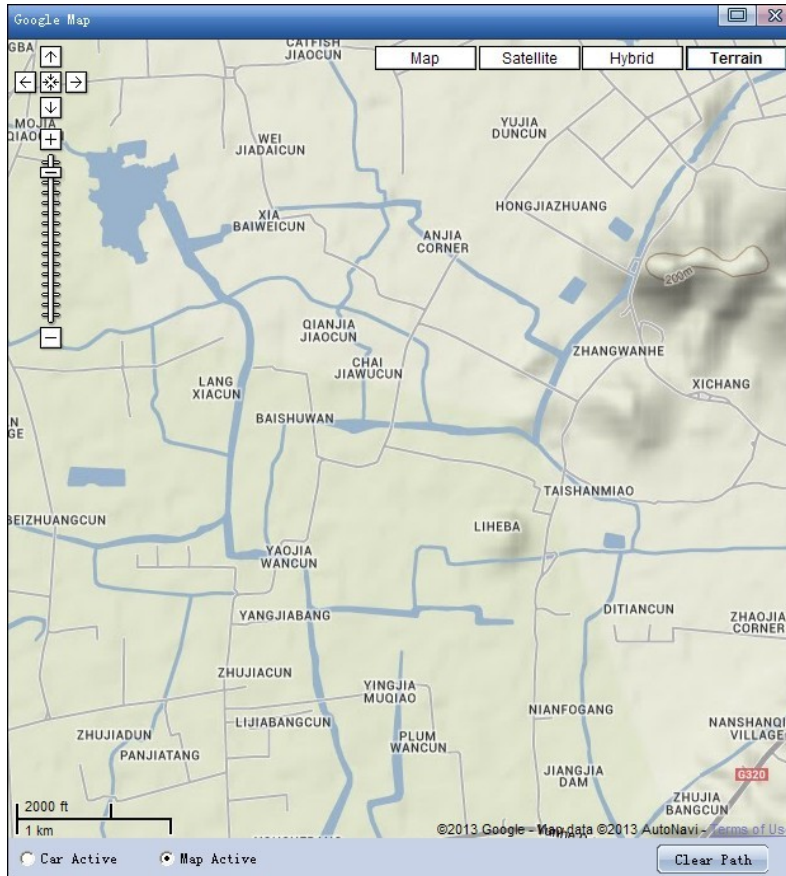 Google Map
Map
Satellite
Hybrid
Terrain
GBA
CATFISH
JIAOCUN
MOJIA
WEI
JIADAICUN
YUJIA
DUNCUN
XIA
BAIWEICUN
HONGJIAZHUANG
ANJIA
CORNER
200m
QIANJIA
JIAOCUN
CHAI
JIAWUCUN
ZHANGWANHE
LANG
XIACUN
XICHANG
BAISHUWAN
TAISHANMIAO
BEIZHUANGCUN
LIHEBA
YAOJIA
WANCUN
YANGJIABANG
DITIANCUN
ZHAOJIA
CORNER
ZHUJIACUN
YINGJIA
MUQIAO
NIANFOGANG
LIJIABANGCUN
NANSHANQI
VILLAGE
ZHUJIADUN
PANJIATANG
PLUM
WANCUN
JIANGJIA
DAM
G320
ZHUJIA
BANGCUN
2000 ft
1 km
©2013 Google - Map data ©2013 AutoNavi - Terms of Us
Car Active
Map Active
Clear Path